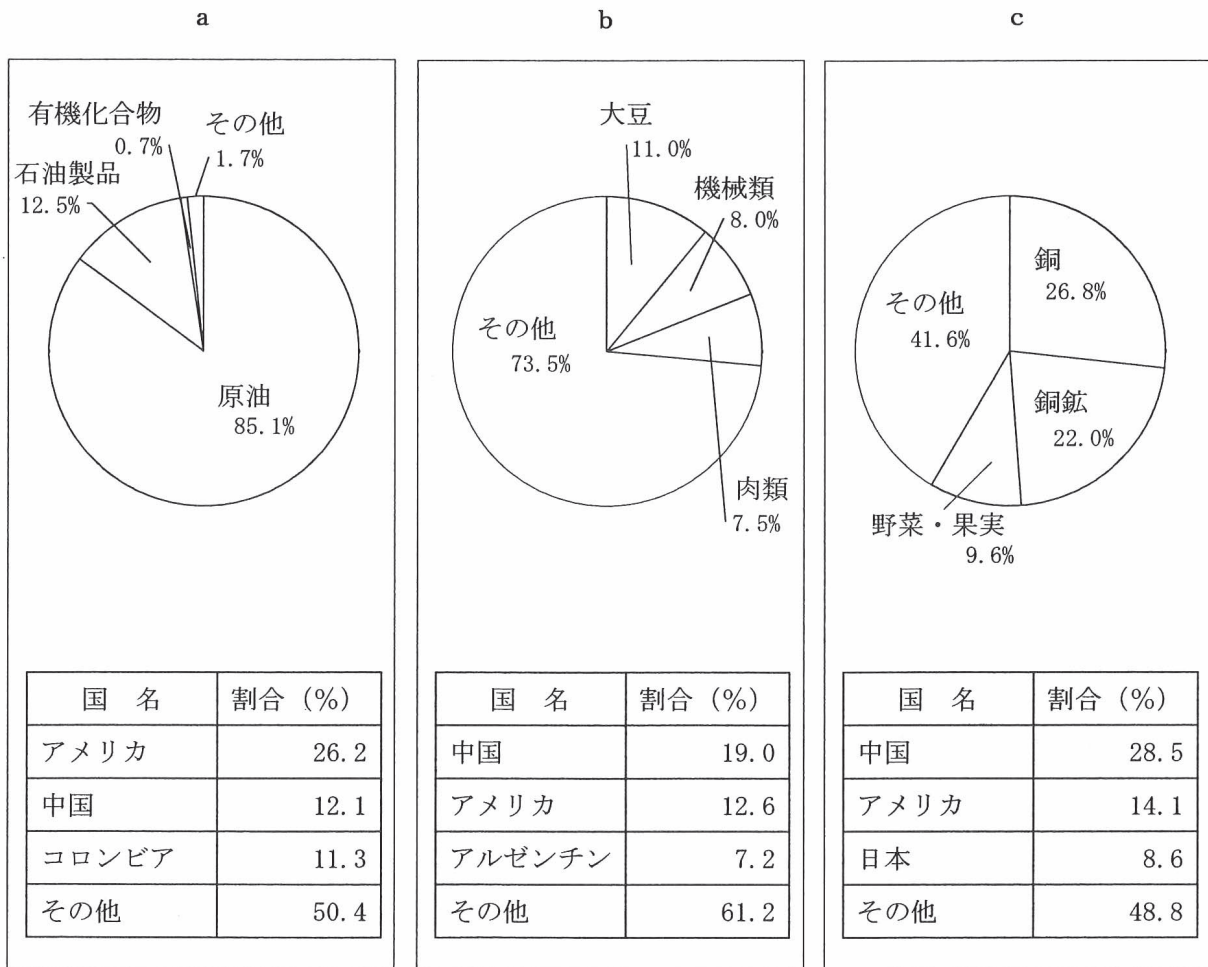 a
有機化合物
0.7%
その他
1.7%
石油製品
12.5%
原油
85.1%
国 名 割合（%）
アメリカ 26.2
中国 12.1
コロンビア 11.3
その他 50.4
b
大豆
11.0%
機械類
8.0%
その他
73.5%
肉類
7.5%
国 名 割合（%）
中国 19.0
アメリカ 12.6
アルゼンチン 7.2
その他 61.2
c
銅
26.8%
その他
41.6%
銅鉱
22.0%
野菜・果実
9.6%
国 名 割合（%）
中国 28.5
アメリカ 14.1
日本 8.6
その他 48.8